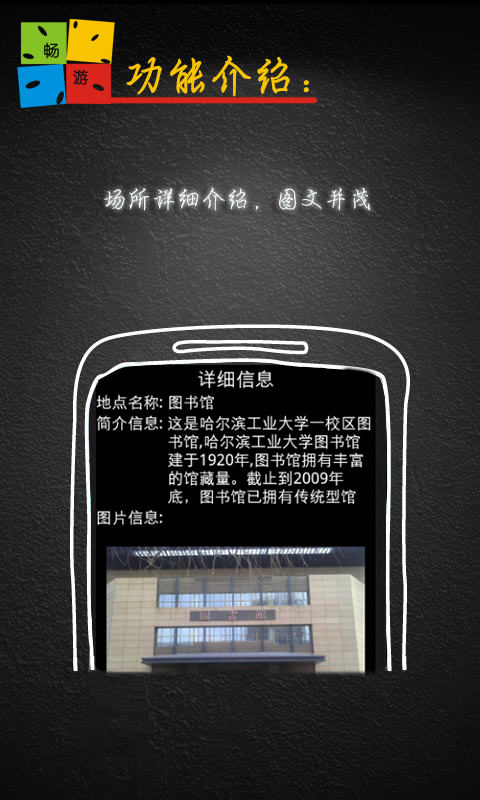 畅
游
功能介绍：
场所详细介绍，图文并茂
详细信息
地点名称: 图书馆
简介信息: 这是哈尔滨工业大学一校区图
书馆,哈尔滨工业大学图书馆
建于1920年,图书馆拥有丰富
的馆藏量。截止到2009年
底，图书馆已拥有传统型馆
图片信息:
图書館